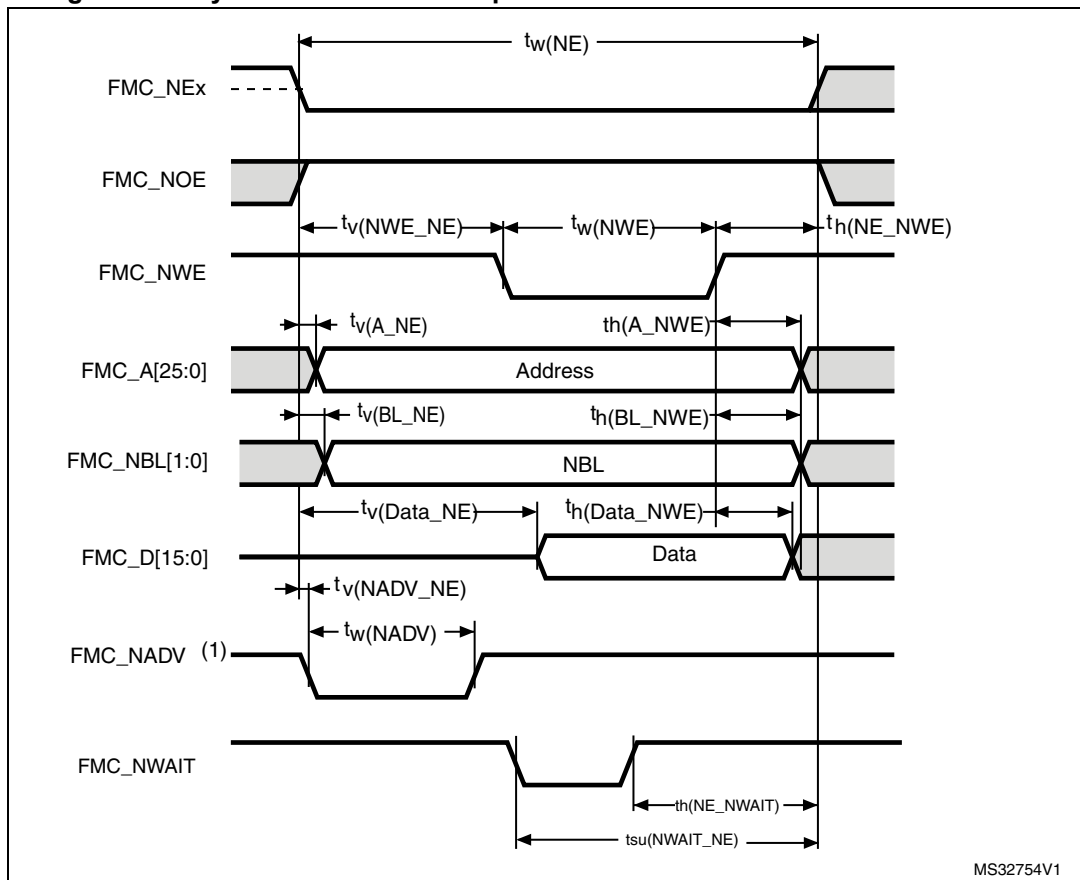 tw(NE)
FMC_NEx
FMC_NOE
tv(NWE_NE)
tw(NWE)
th(NE_NWE)
FMC_NWE
tv(A_NE)
th(A_NWE)
FMC_A[25:0]
Address
tv(BL_NE)
th(BL_NWE)
FMC_NBL[1:0]
NBL
tv(Data_NE)
th(Data_NWE)
FMC_D[15:0]
Data
tv(NADV_NE)
tw(NADV)
FMC_NADV (1)
FMC_NWAIT
th(NE_NWAIT)
tsu(NWAIT_NE)
MS32754V1